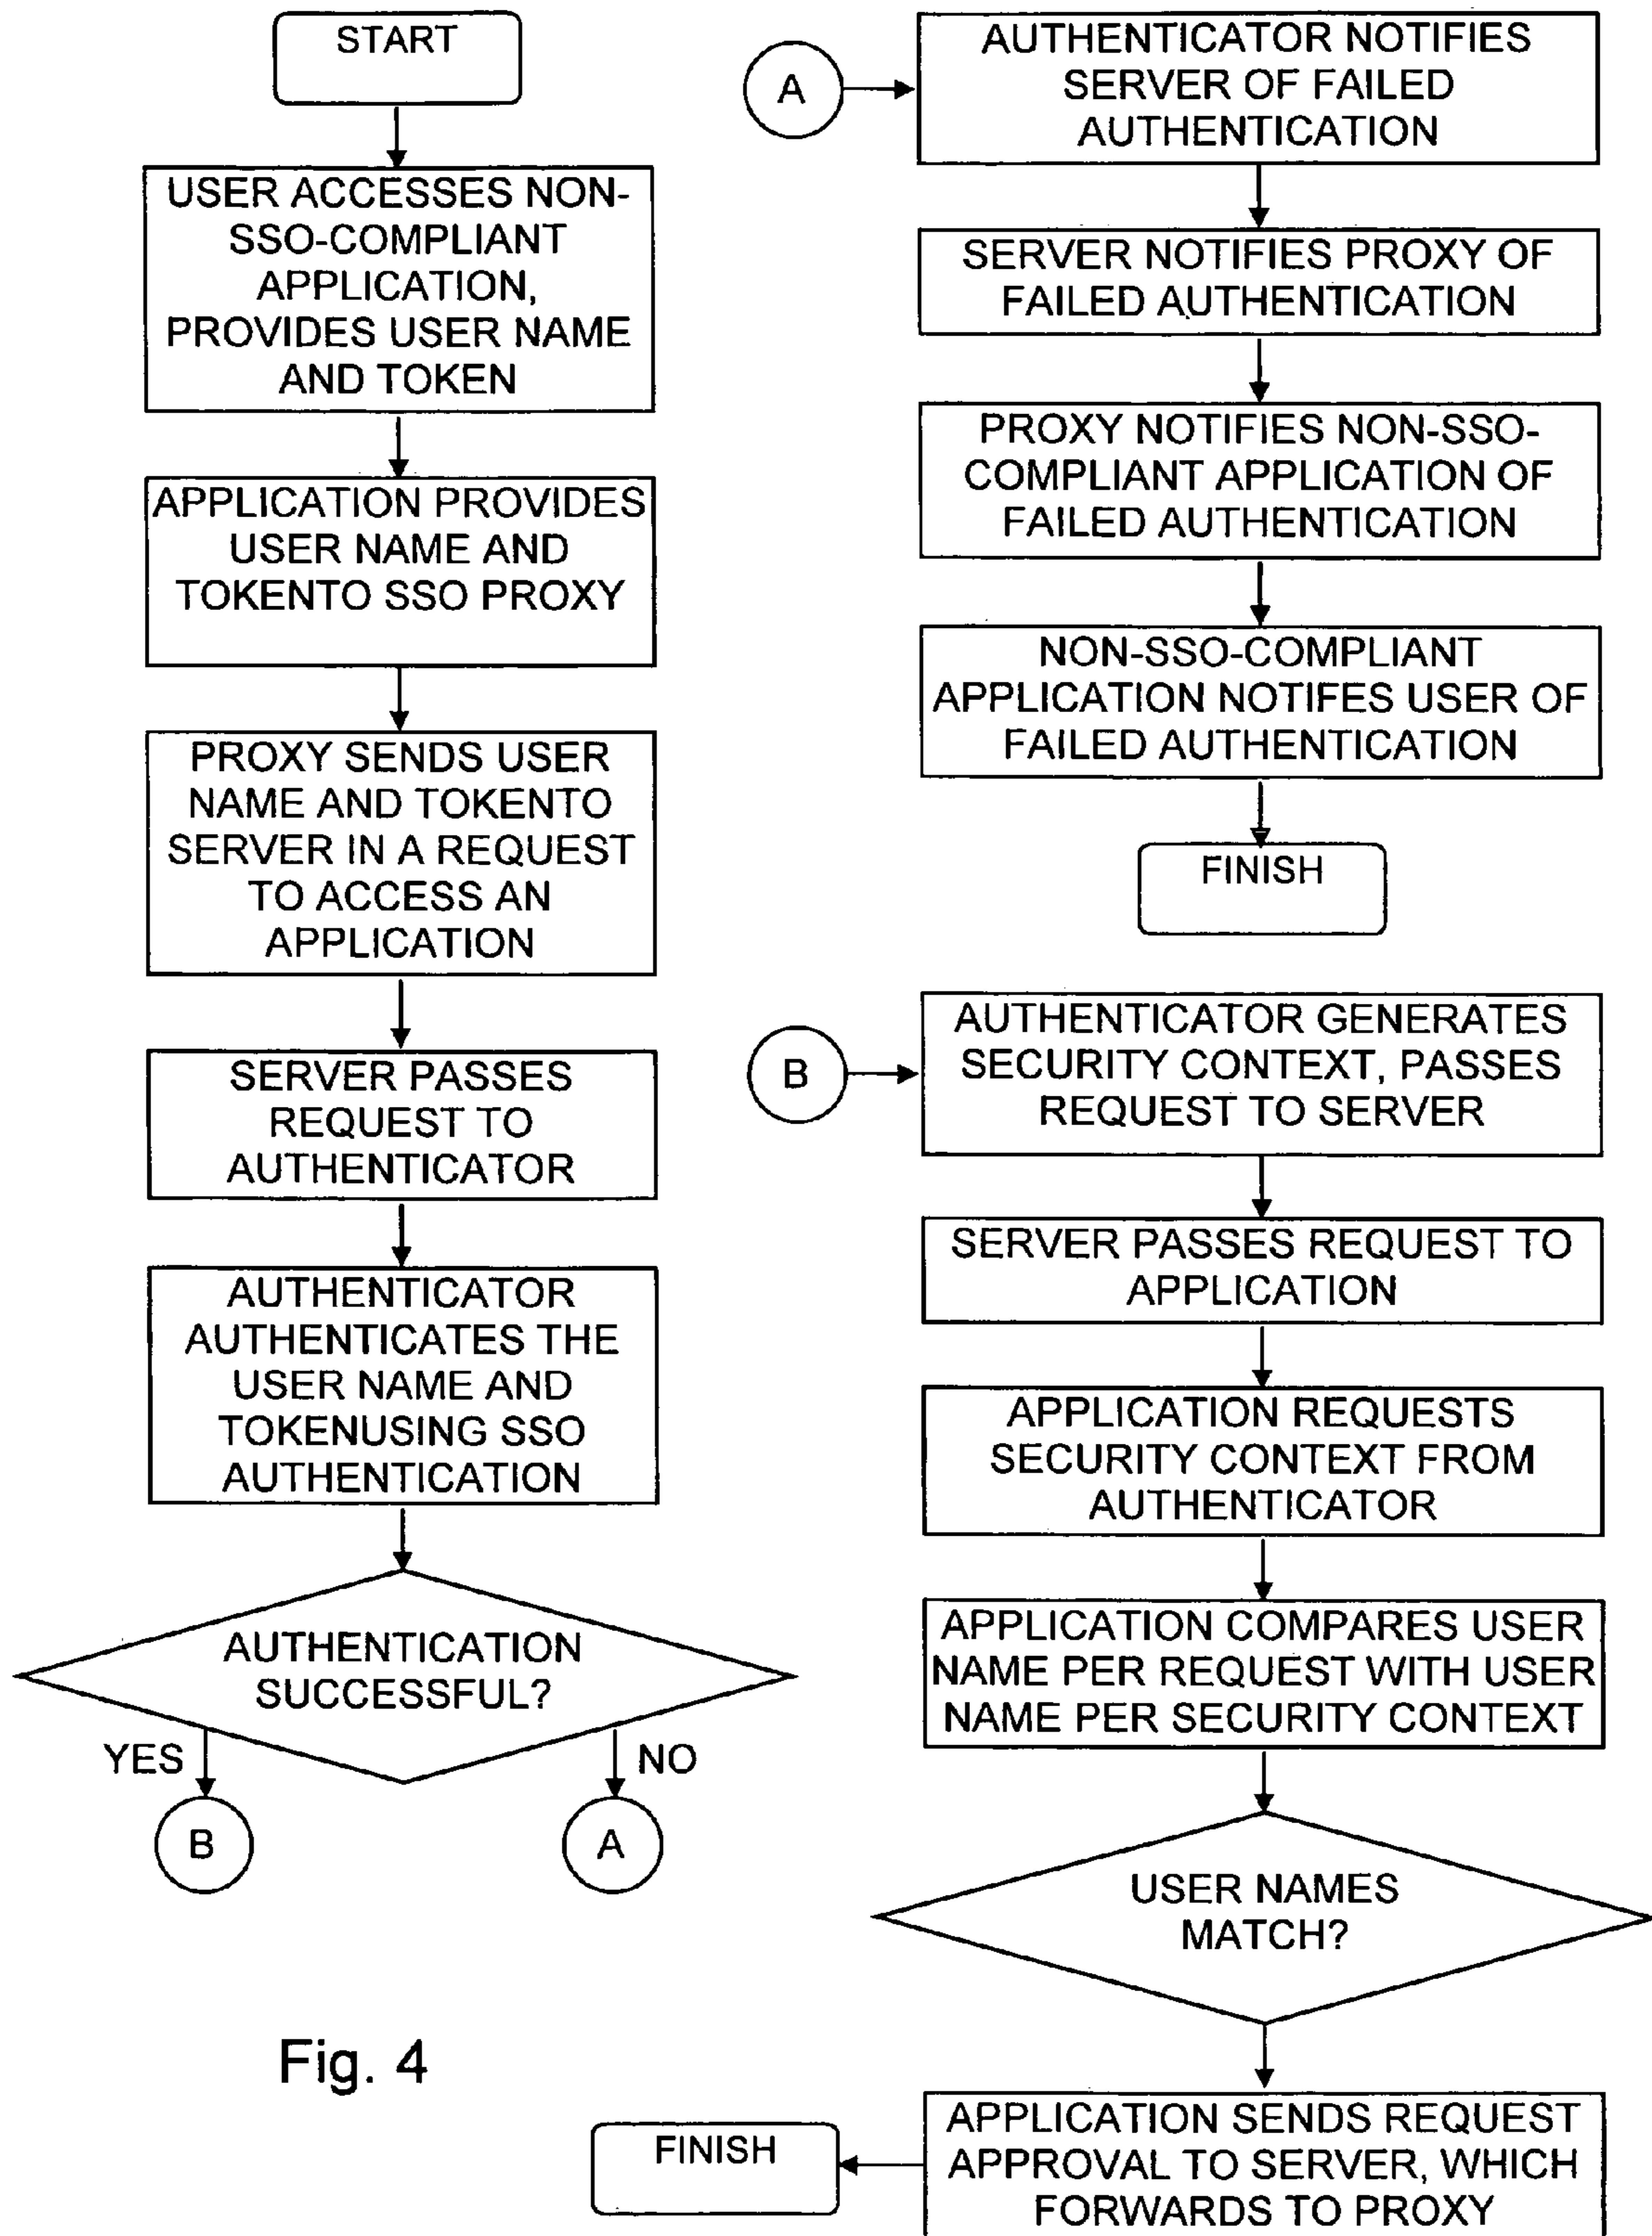 START
USER ACCESSES NON-
SSO-COMPLIANT
APPLICATION,
PROVIDES USER NAME
AND TOKEN
APPLICATION PROVIDES
USER NAME AND
TOKENTO SSO PROXY
PROXY SENDS USER
NAME AND TOKENTO
SERVER IN A REQUEST
TO ACCESS AN
APPLICATION
SERVER PASSES
REQUEST TO
AUTHENTICATOR
AUTHENTICATOR
AUTHENTICATES THE
USER NAME AND
TOKENUSING SSO
AUTHENTICATION
AUTHENTICATION
SUCCESSFUL?
YES
NO
B
A
A
AUTHENTICATOR NOTIFIES
SERVER OF FAILED
AUTHENTICATION
SERVER NOTIFIES PROXY OF
FAILED AUTHENTICATION
PROXY NOTIFIES NON-SSO-
COMPLIANT APPLICATION OF
FAILED AUTHENTICATION
NON-SSO-COMPLIANT
APPLICATION NOTIFES USER OF
FAILED AUTHENTICATION
FINISH
B
AUTHENTICATOR GENERATES
SECURITY CONTEXT, PASSES
REQUEST TO SERVER
SERVER PASSES REQUEST TO
APPLICATION
APPLICATION REQUESTS
SECURITY CONTEXT FROM
AUTHENTICATOR
APPLICATION COMPARES USER
NAME PER REQUEST WITH USER
NAME PER SECURITY CONTEXT
USER NAMES
MATCH?
APPLICATION SENDS REQUEST
APPROVAL TO SERVER, WHICH
FORWARDS TO PROXY
FINISH
Fig. 4